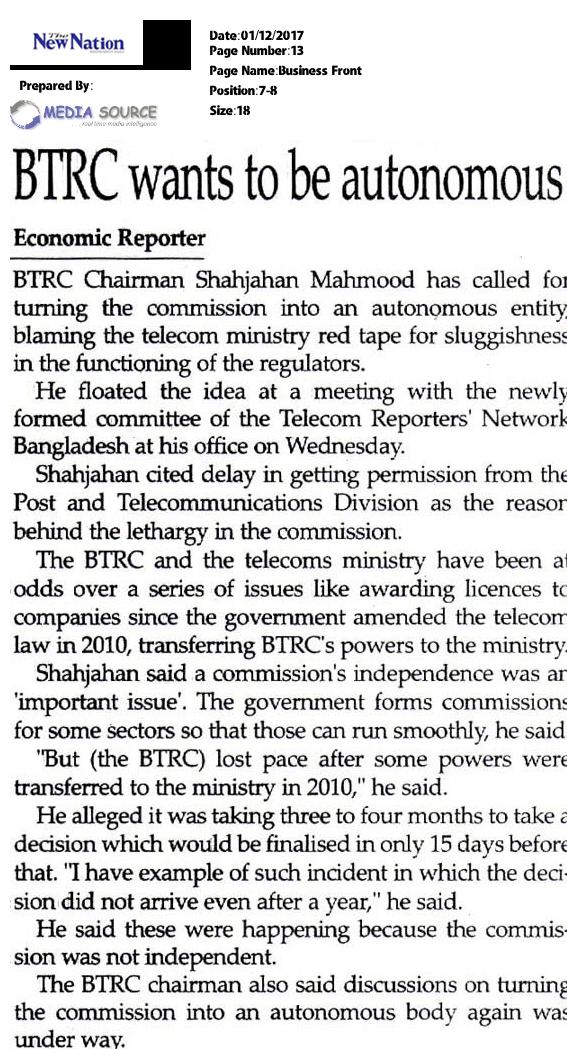 The
New Nation
Date:01/12/2017
Page Number:13
Page Name:Business Front
Position:7-8
Size:18
Prepared By:
MEDIA SOURCE
...real time media intelligence
BTRC wants to be autonomous
Economic Reporter
BTRC Chairman Shahjahan Mahmood has called for
turning the commission into an autonomous entity,
blaming the telecom ministry red tape for sluggishness
in the functioning of the regulators.
He floated the idea at a meeting with the newly
formed committee of the Telecom Reporters' Network
Bangladesh at his office on Wednesday.
Shahjahan cited delay in getting permission from the
Post and Telecommunications Division as the reason
behind the lethargy in the commission.
The BTRC and the telecoms ministry have been at
odds over a series of issues like awarding licences to
companies since the government amended the telecom
law in 2010, transferring BTRC's powers to the ministry.
Shahjahan said a commission's independence was an
'important issue'. The government forms commissions
for some sectors so that those can run smoothly, he said
"But (the BTRC) lost pace after some powers were
transferred to the ministry in 2010," he said.
He alleged it was taking three to four months to take a
decision which would be finalised in only 15 days before
that. "I have example of such incident in which the deci-
sion did not arrive even after a year," he said.
He said these were happening because the commis-
sion was not independent.
The BTRC chairman also said discussions on turning
the commission into an autonomous body again was
under way.